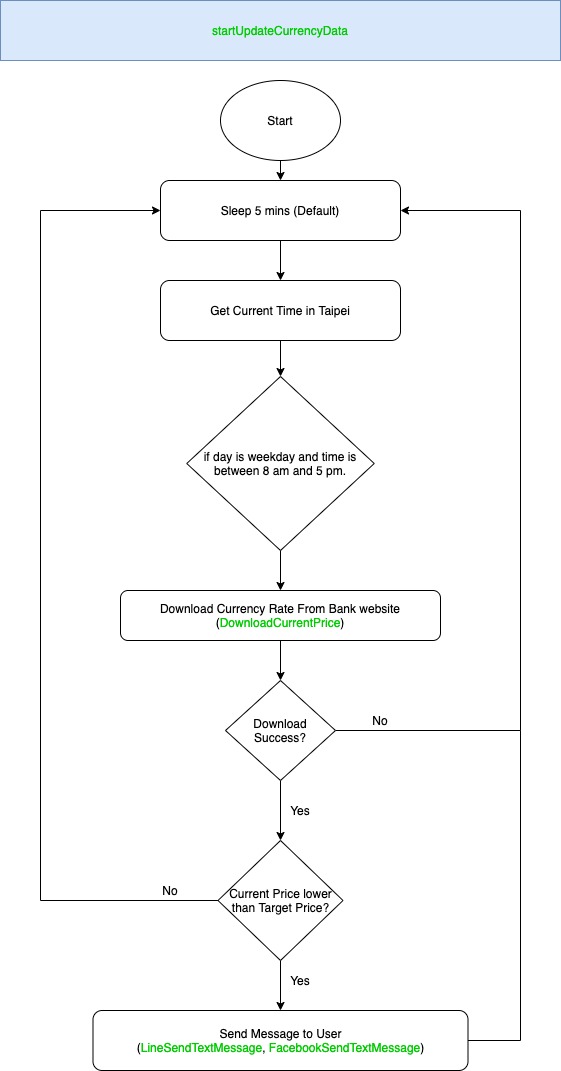 startUpdateCurrencyData
Start
Sleep 5 mins (Default)
Get Current Time in Taipei
if day is weekday and time is
between 8 am and 5 pm.
Download Currency Rate From Bank website
(DownloadCurrentPrice)
Download
Success?
No
Yes
Current Price lower
than Target Price?
No
Yes
Send Message to User
(LineSendTextMessage, FacebookSendTextMessage)